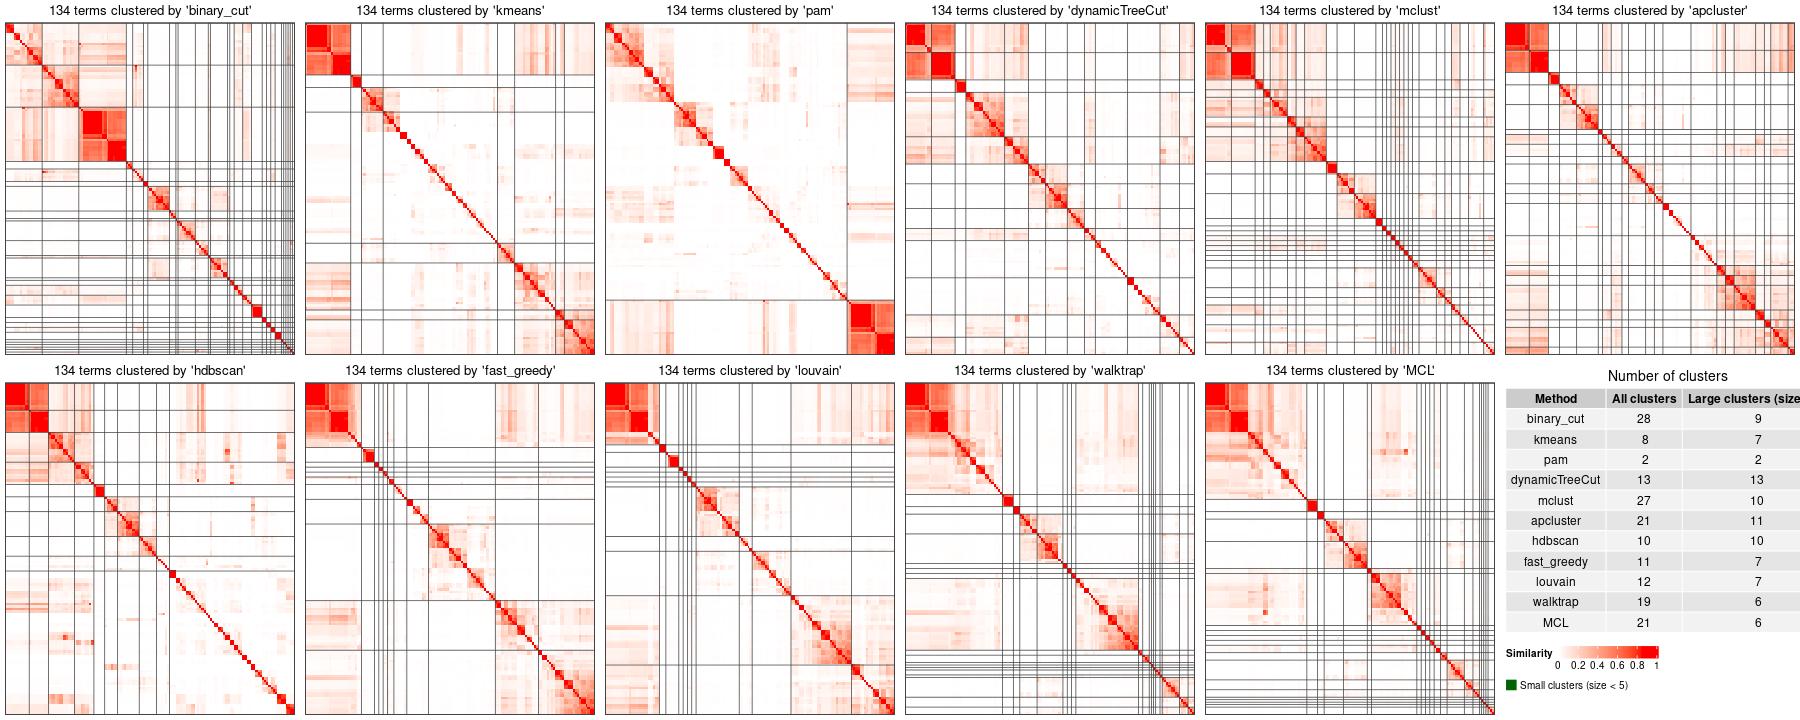 134 terms clustered by 'binary_cut'
134 terms clustered by 'kmeans'
134 terms clustered by 'pam'
134 terms clustered by 'dynamicTreeCut'
134 terms clustered by 'mclust'
134 terms clustered by 'apcluster'
134 terms clustered by 'hdbscan'
134 terms clustered by 'fast_greedy'
134 terms clustered by 'louvain'
134 terms clustered by 'walktrap'
134 terms clustered by 'MCL'
Number of clusters
Method All clusters Large clusters (size
binary_cut 28 9
kmeans 8 7
pam 2 2
dynamicTreeCut 13 13
mclust 27 10
apcluster 21 11
hdbscan 10 10
fast_greedy 11 7
louvain 12 7
walktrap 19 6
MCL 21 6
Similarity
0 0.2 0.4 0.6 0.8 1
Small clusters (size < 5)